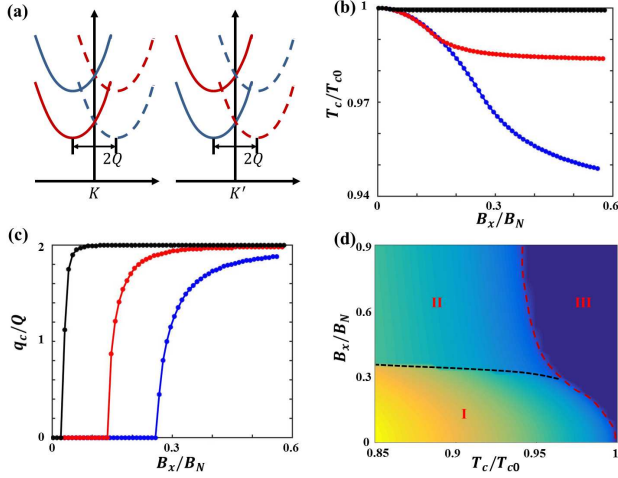 (a)
2Q
K
2Q
K′
(b)
T_c/T_c0
1
0.97
0.94
0
0.3
0.6
B_x/B_N
(c)
q_c/Q
2
1
0
0
0.3
0.6
B_x/B_N
(d)
B_x/B_N
0.9
0.6
0.3
0
II
III
I
0.85
0.9
0.95
1
T_c/T_c0